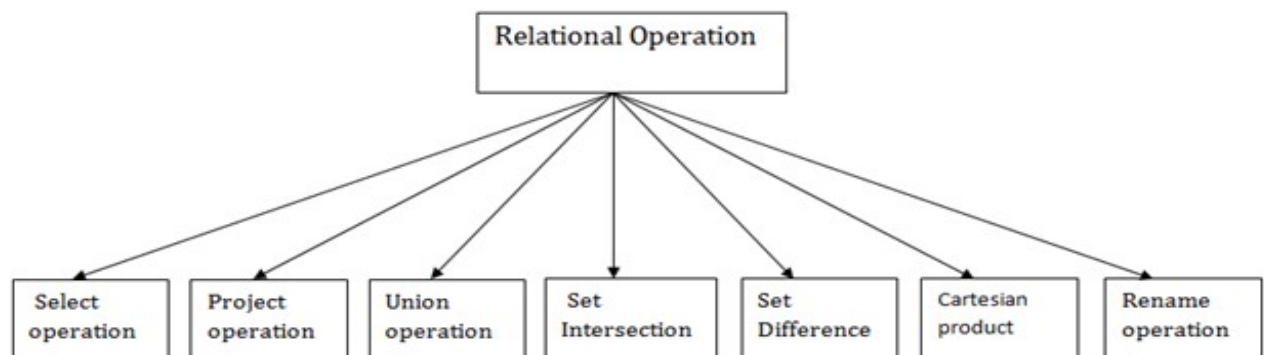 Relational Operation
Select
operation
Project
operation
Union
operation
Set
Intersection
Set
Difference
Cartesian
product
Rename
operation